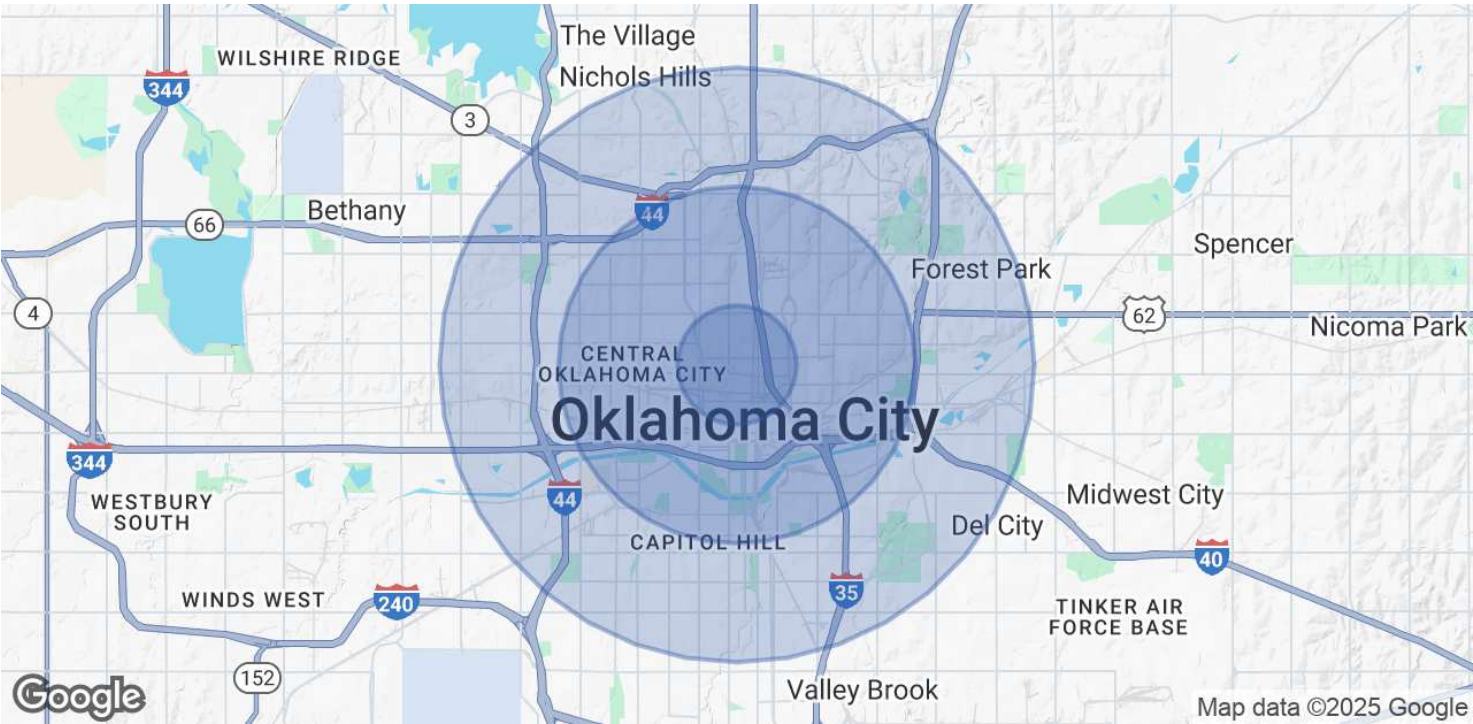 The Village
WILSHIRE RIDGE
Nichols Hills
344
3
Bethany
44
66
Spencer
Forest Park
4
62
Nicoma Park
CENTRAL
OKLAHOMA CITY
Oklahoma City
344
44
WESTBURY
SOUTH
Midwest City
Del City
CAPITOL HILL
40
35
WINDS WEST
240
TINKER AIR
FORCE BASE
152
Valley Brook
Google
Map data ©2025 Google